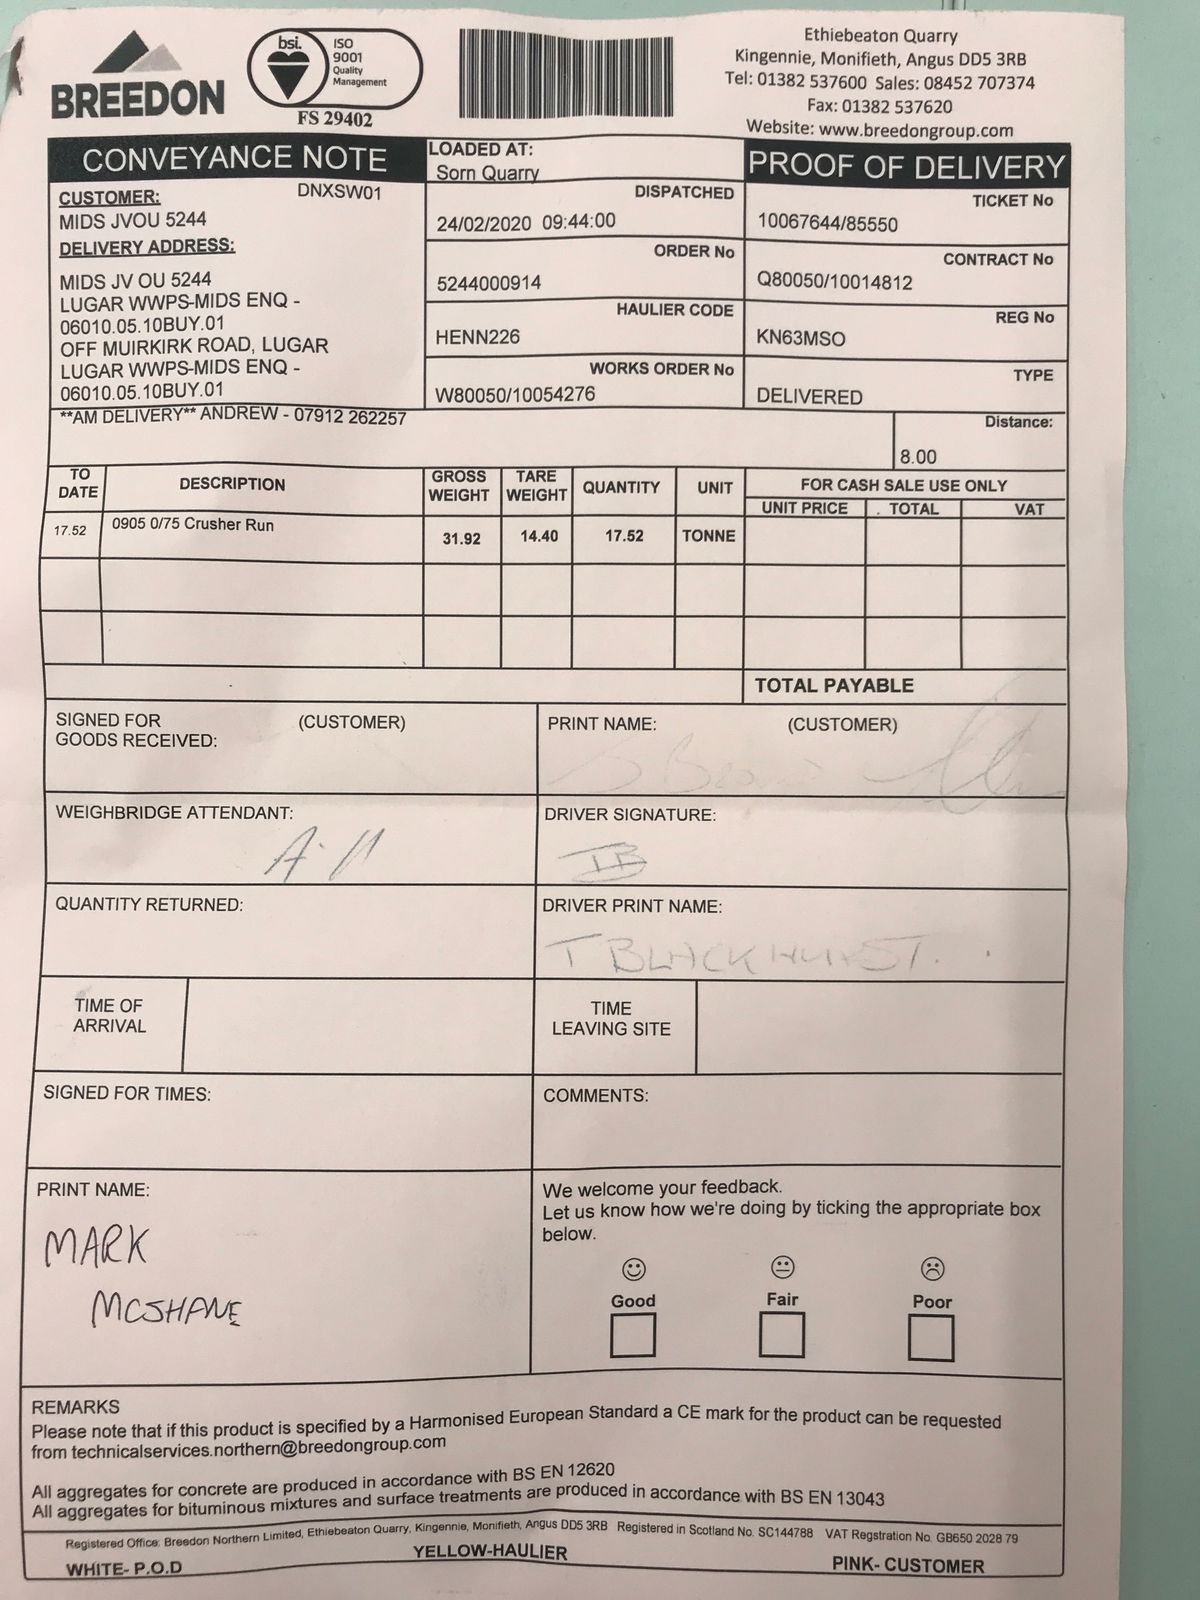 BREEDON
bsi.
ISO
9001
Quality
Management
FS 29402
Ethiebeaton Quarry
Kingennie, Monifieth, Angus DD5 3RB
Tel: 01382 537600 Sales: 08452 707374
Fax: 01382 537620
Website: www.breedongroup.com
CONVEYANCE NOTE
LOADED AT:
Sorn Quarry
PROOF OF DELIVERY
CUSTOMER: DNXSW01
MIDS JVOU 5244
DELIVERY ADDRESS:
MIDS JV OU 5244
LUGAR WWPS-MIDS ENQ -
06010.05.10BUY.01
OFF MUIRKIRK ROAD, LUGAR
LUGAR WWPS-MIDS ENQ -
06010.05.10BUY.01
DISPATCHED
24/02/2020 09:44:00
TICKET No
10067644/85550
ORDER No
5244000914
CONTRACT No
Q80050/10014812
HAULIER CODE
HENN226
REG No
KN63MSO
WORKS ORDER No
W80050/10054276
TYPE
DELIVERED
**AM DELIVERY** ANDREW - 07912 262257
Distance:
8.00
TO DATE
DESCRIPTION
GROSS WEIGHT
TARE WEIGHT
QUANTITY
UNIT
FOR CASH SALE USE ONLY
UNIT PRICE
TOTAL
VAT
17.52 0905 0/75 Crusher Run 31.92 14.40 17.52 TONNE
TOTAL PAYABLE
SIGNED FOR (CUSTOMER)
GOODS RECEIVED:
PRINT NAME: (CUSTOMER)
WEIGHBRIDGE ATTENDANT:
DRIVER SIGNATURE:
TB
QUANTITY RETURNED:
DRIVER PRINT NAME:
T BLACKHURST.
TIME OF
ARRIVAL
TIME
LEAVING SITE
SIGNED FOR TIMES:
COMMENTS:
PRINT NAME:
MARK
MCSHANE
We welcome your feedback.
Let us know how we're doing by ticking the appropriate box
below.
Good
Fair
Poor
REMARKS
Please note that if this product is specified by a Harmonised European Standard a CE mark for the product can be requested
from technicalservices.northern@breedongroup.com
All aggregates for concrete are produced in accordance with BS EN 12620
All aggregates for bituminous mixtures and surface treatments are produced in accordance with BS EN 13043
Registered Office: Breedon Northern Limited, Ethiebeaton Quarry, Kingennie, Monifieth, Angus DD5 3RB Registered in Scotland No. SC144788 VAT Regstration No. GB650 2028 79
WHITE- P.O.D
YELLOW-HAULIER
PINK- CUSTOMER